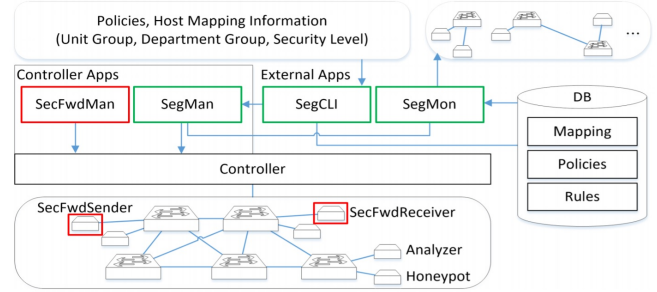 Policies, Host Mapping Information
(Unit Group, Department Group, Security Level)
...
Controller Apps
External Apps
SecFwdMan
SegMan
SegCLI
SegMon
DB
Mapping
Policies
Rules
Controller
SecFwdSender
SecFwdReceiver
Analyzer
Honeypot